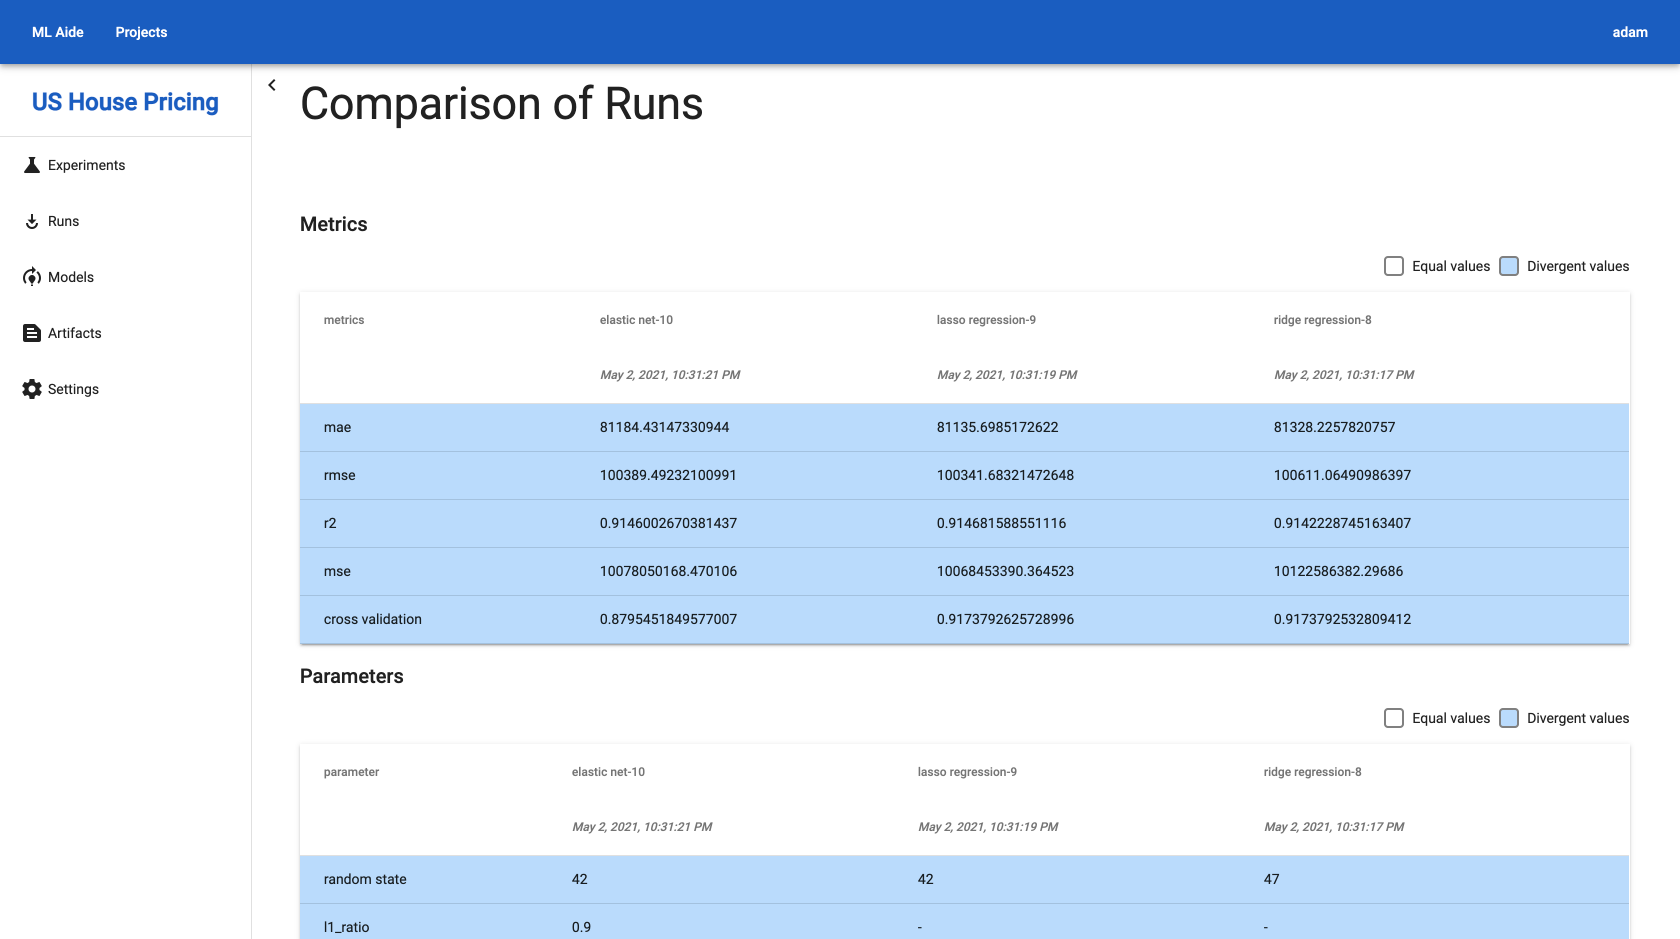 ML Aide Projects adam
US House Pricing
Experiments
Runs
Models
Artifacts
Settings
Comparison of Runs
Metrics
Equal values Divergent values
metrics elastic net-10 lasso regression-9 ridge regression-8
May 2, 2021, 10:31:21 PM May 2, 2021, 10:31:19 PM May 2, 2021, 10:31:17 PM
mae 81184.43147330944 81135.6985172622 81328.2257820757
rmse 100389.49232100991 100341.68321472648 100611.06490986397
r2 0.9146002670381437 0.914681588551116 0.9142228745163407
mse 10078050168.470106 10068453390.364523 10122586382.29686
cross validation 0.8795451849577007 0.9173792625728996 0.9173792532809412
Parameters
Equal values Divergent values
parameter elastic net-10 lasso regression-9 ridge regression-8
May 2, 2021, 10:31:21 PM May 2, 2021, 10:31:19 PM May 2, 2021, 10:31:17 PM
random state 42 42 47
l1_ratio 0.9 - -